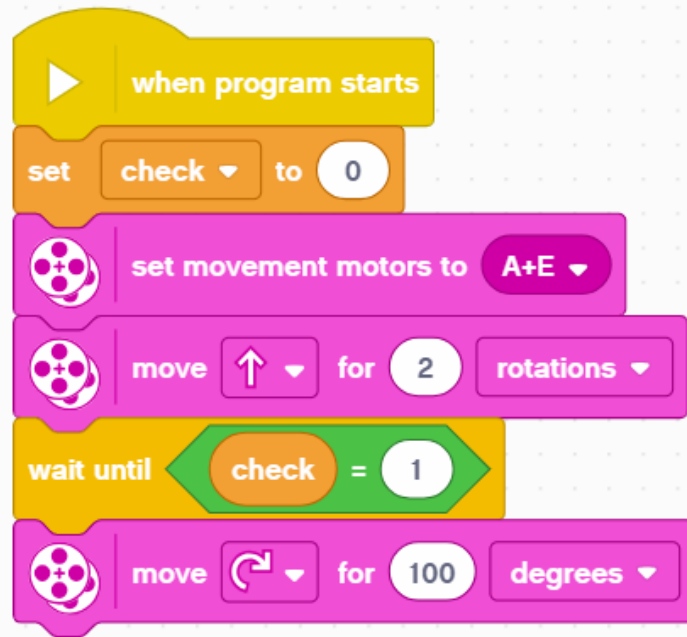 when program starts
set check to 0
set movement motors to A+E
move for 2 rotations
wait until check = 1
move for 100 degrees